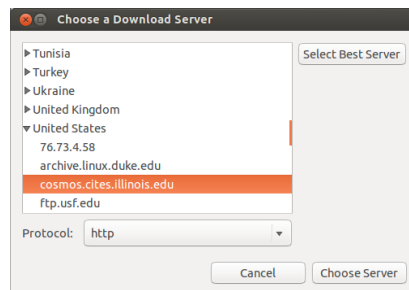 Choose a Download Server
Tunisia
Select Best Server
Turkey
Ukraine
United Kingdom
United States
76.73.4.58
archive.linux.duke.edu
cosmos.cites.illinois.edu
ftp.usf.edu
Protocol: http
Cancel Choose Server